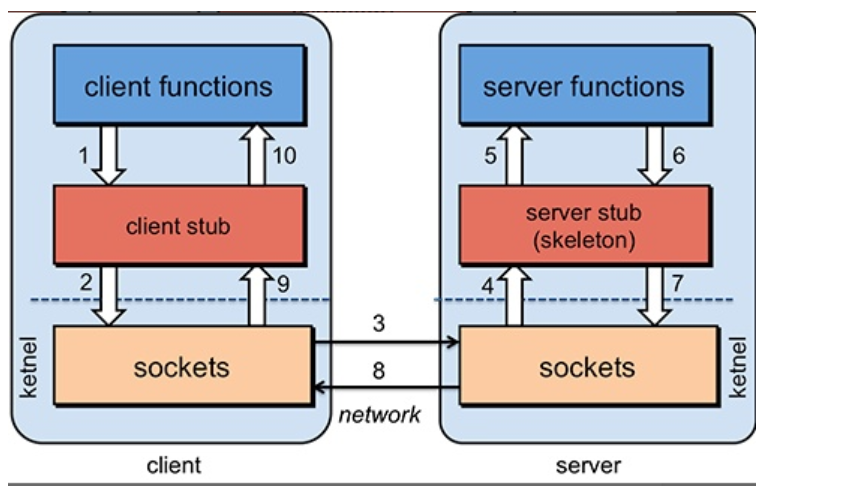 client functions
server functions
1
10
5
6
client stub
server stub
(skeleton)
2
9
4
7
3
ketnel
sockets
8
sockets
ketnel
network
client
server